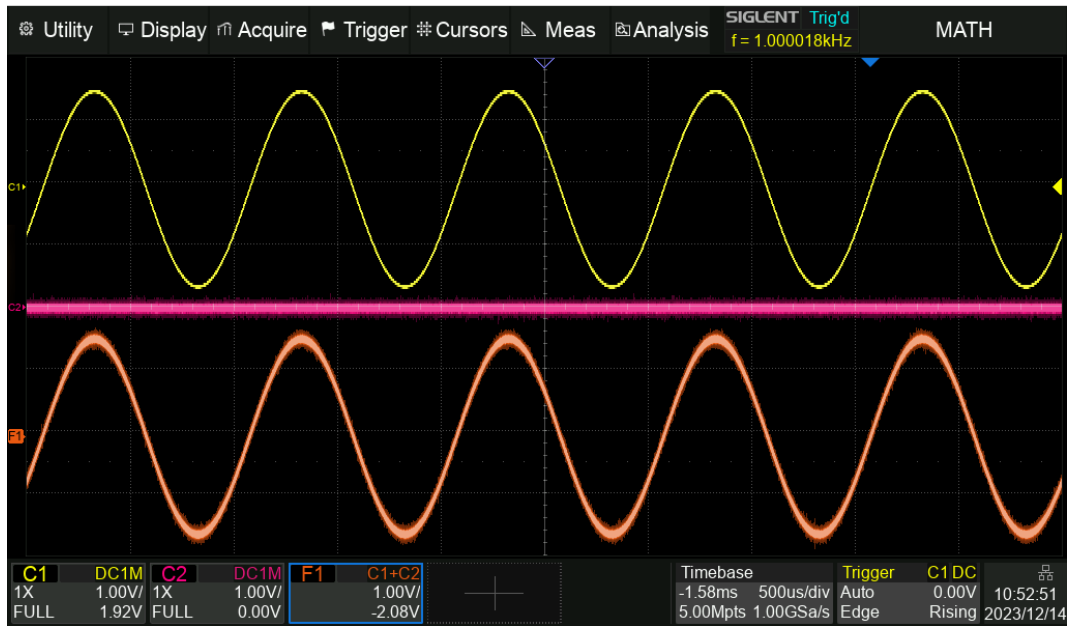 Utility Display Acquire Trigger Cursors Meas Analysis SIGLENT Trig'd MATH
f = 1.000018kHz
C1
C2
F1
C1 DC1M C2 DC1M F1 C1+C2 Timebase Trigger C1 DC
1X 1.00V/ 1X 1.00V/ 1.00V/ -1.58ms 500us/div Auto 0.00V 10:52:51
FULL 1.92V FULL 0.00V -2.08V 5.00Mpts 1.00GSa/s Edge Rising 2023/12/14